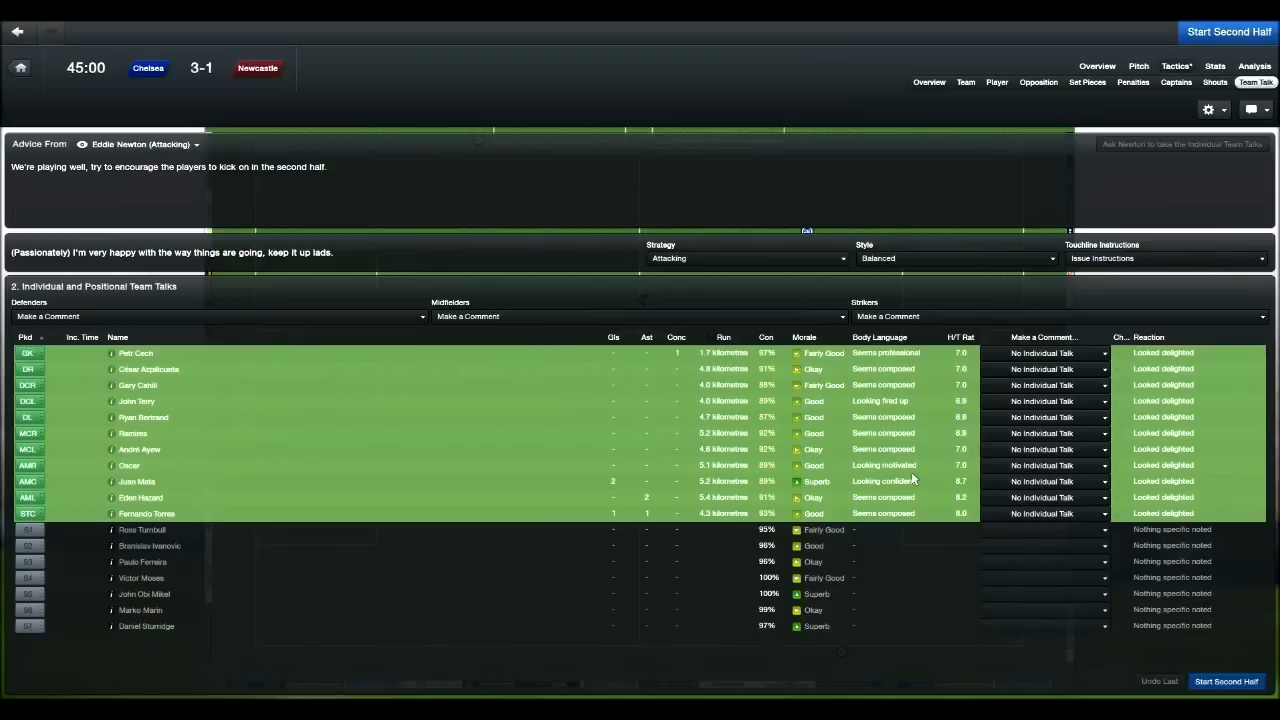 Start Second Half
45:00 Chelsea 3-1 Newcastle
Overview Pitch Tactics* Stats Analysis
Overview Team Player Opposition Set Pieces Penalties Captains Shouts Team Talk
Advice From Eddie Newton (Attacking) Ask Newton to take the Individual Team Talks
We're playing well, try to encourage the players to kick on in the second half.
Strategy Style Touchline Instructions
(Passionately) I'm very happy with the way things are going, keep it up lads. Attacking Balanced Issue Instructions
2. Individual and Positional Team Talks
Defenders Midfielders Strikers
Make a Comment Make a Comment Make a Comment
Pkd Inc. Time Name Gls Ast Conc Run Con Morale Body Language H/T Rat Make a Comment... Ch... Reaction
GK i Petr Cech - - 1 1.7 kilometres 97% Fairly Good Seems professional 7.0 No Individual Talk Looked delighted
DR i César Azpilicueta - - - 4.8 kilometres 91% Okay Seems composed 7.0 No Individual Talk Looked delighted
DCR i Gary Cahill - - - 4.0 kilometres 88% Fairly Good Seems composed 7.0 No Individual Talk Looked delighted
DCL i John Terry - - - 4.0 kilometres 89% Good Looking fired up 6.9 No Individual Talk Looked delighted
DL i Ryan Bertrand - - - 4.7 kilometres 87% Good Seems composed 6.9 No Individual Talk Looked delighted
MCR i Ramires - - - 5.2 kilometres 92% Good Seems composed 6.9 No Individual Talk Looked delighted
MCL i André Ayew - - - 4.8 kilometres 92% Okay Seems composed 7.0 No Individual Talk Looked delighted
AMR i Oscar - - - 5.1 kilometres 89% Good Looking motivated 7.0 No Individual Talk Looked delighted
AMC i Juan Mata 2 - - 5.2 kilometres 89% Superb Looking 8.7 No Individual Talk Looked delighted
AML i Eden Hazard - 2 - 5.4 kilometres 91% Okay Seems composed 8.2 No Individual Talk Looked delighted
STC i Fernando Torres 1 1 - 4.3 kilometres 93% Good Seems composed 8.0 No Individual Talk Looked delighted
S1 i Ross Turnbull - - - 95% Fairly Good - Nothing specific noted
S2 i Branislav Ivanovic - - - 96% Good - Nothing specific noted
S3 i Paulo Ferreira - - - 96% Okay - Nothing specific noted
S4 i Victor Moses - - - 100% Fairly Good - Nothing specific noted
S5 i John Obi Mikel - - - 100% Superb - Nothing specific noted
S6 i Marko Marin - - - 99% Okay - Nothing specific noted
S7 i Daniel Sturridge - - - 97% Superb - Nothing specific noted
Undo Last Start Second Half